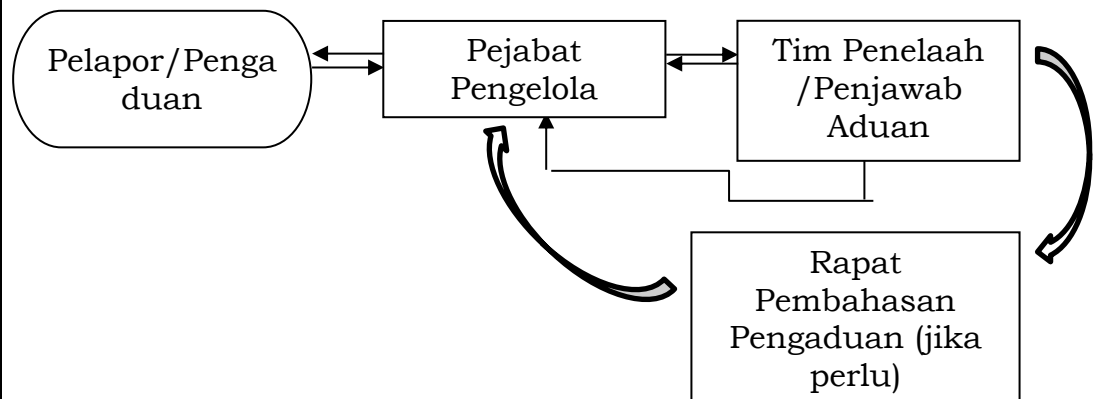 Pelapor/Penga
duan
Pejabat
Pengelola
Tim Penelaah
/Penjawab
Aduan
Rapat
Pembahasan
Pengaduan (jika
perlu)